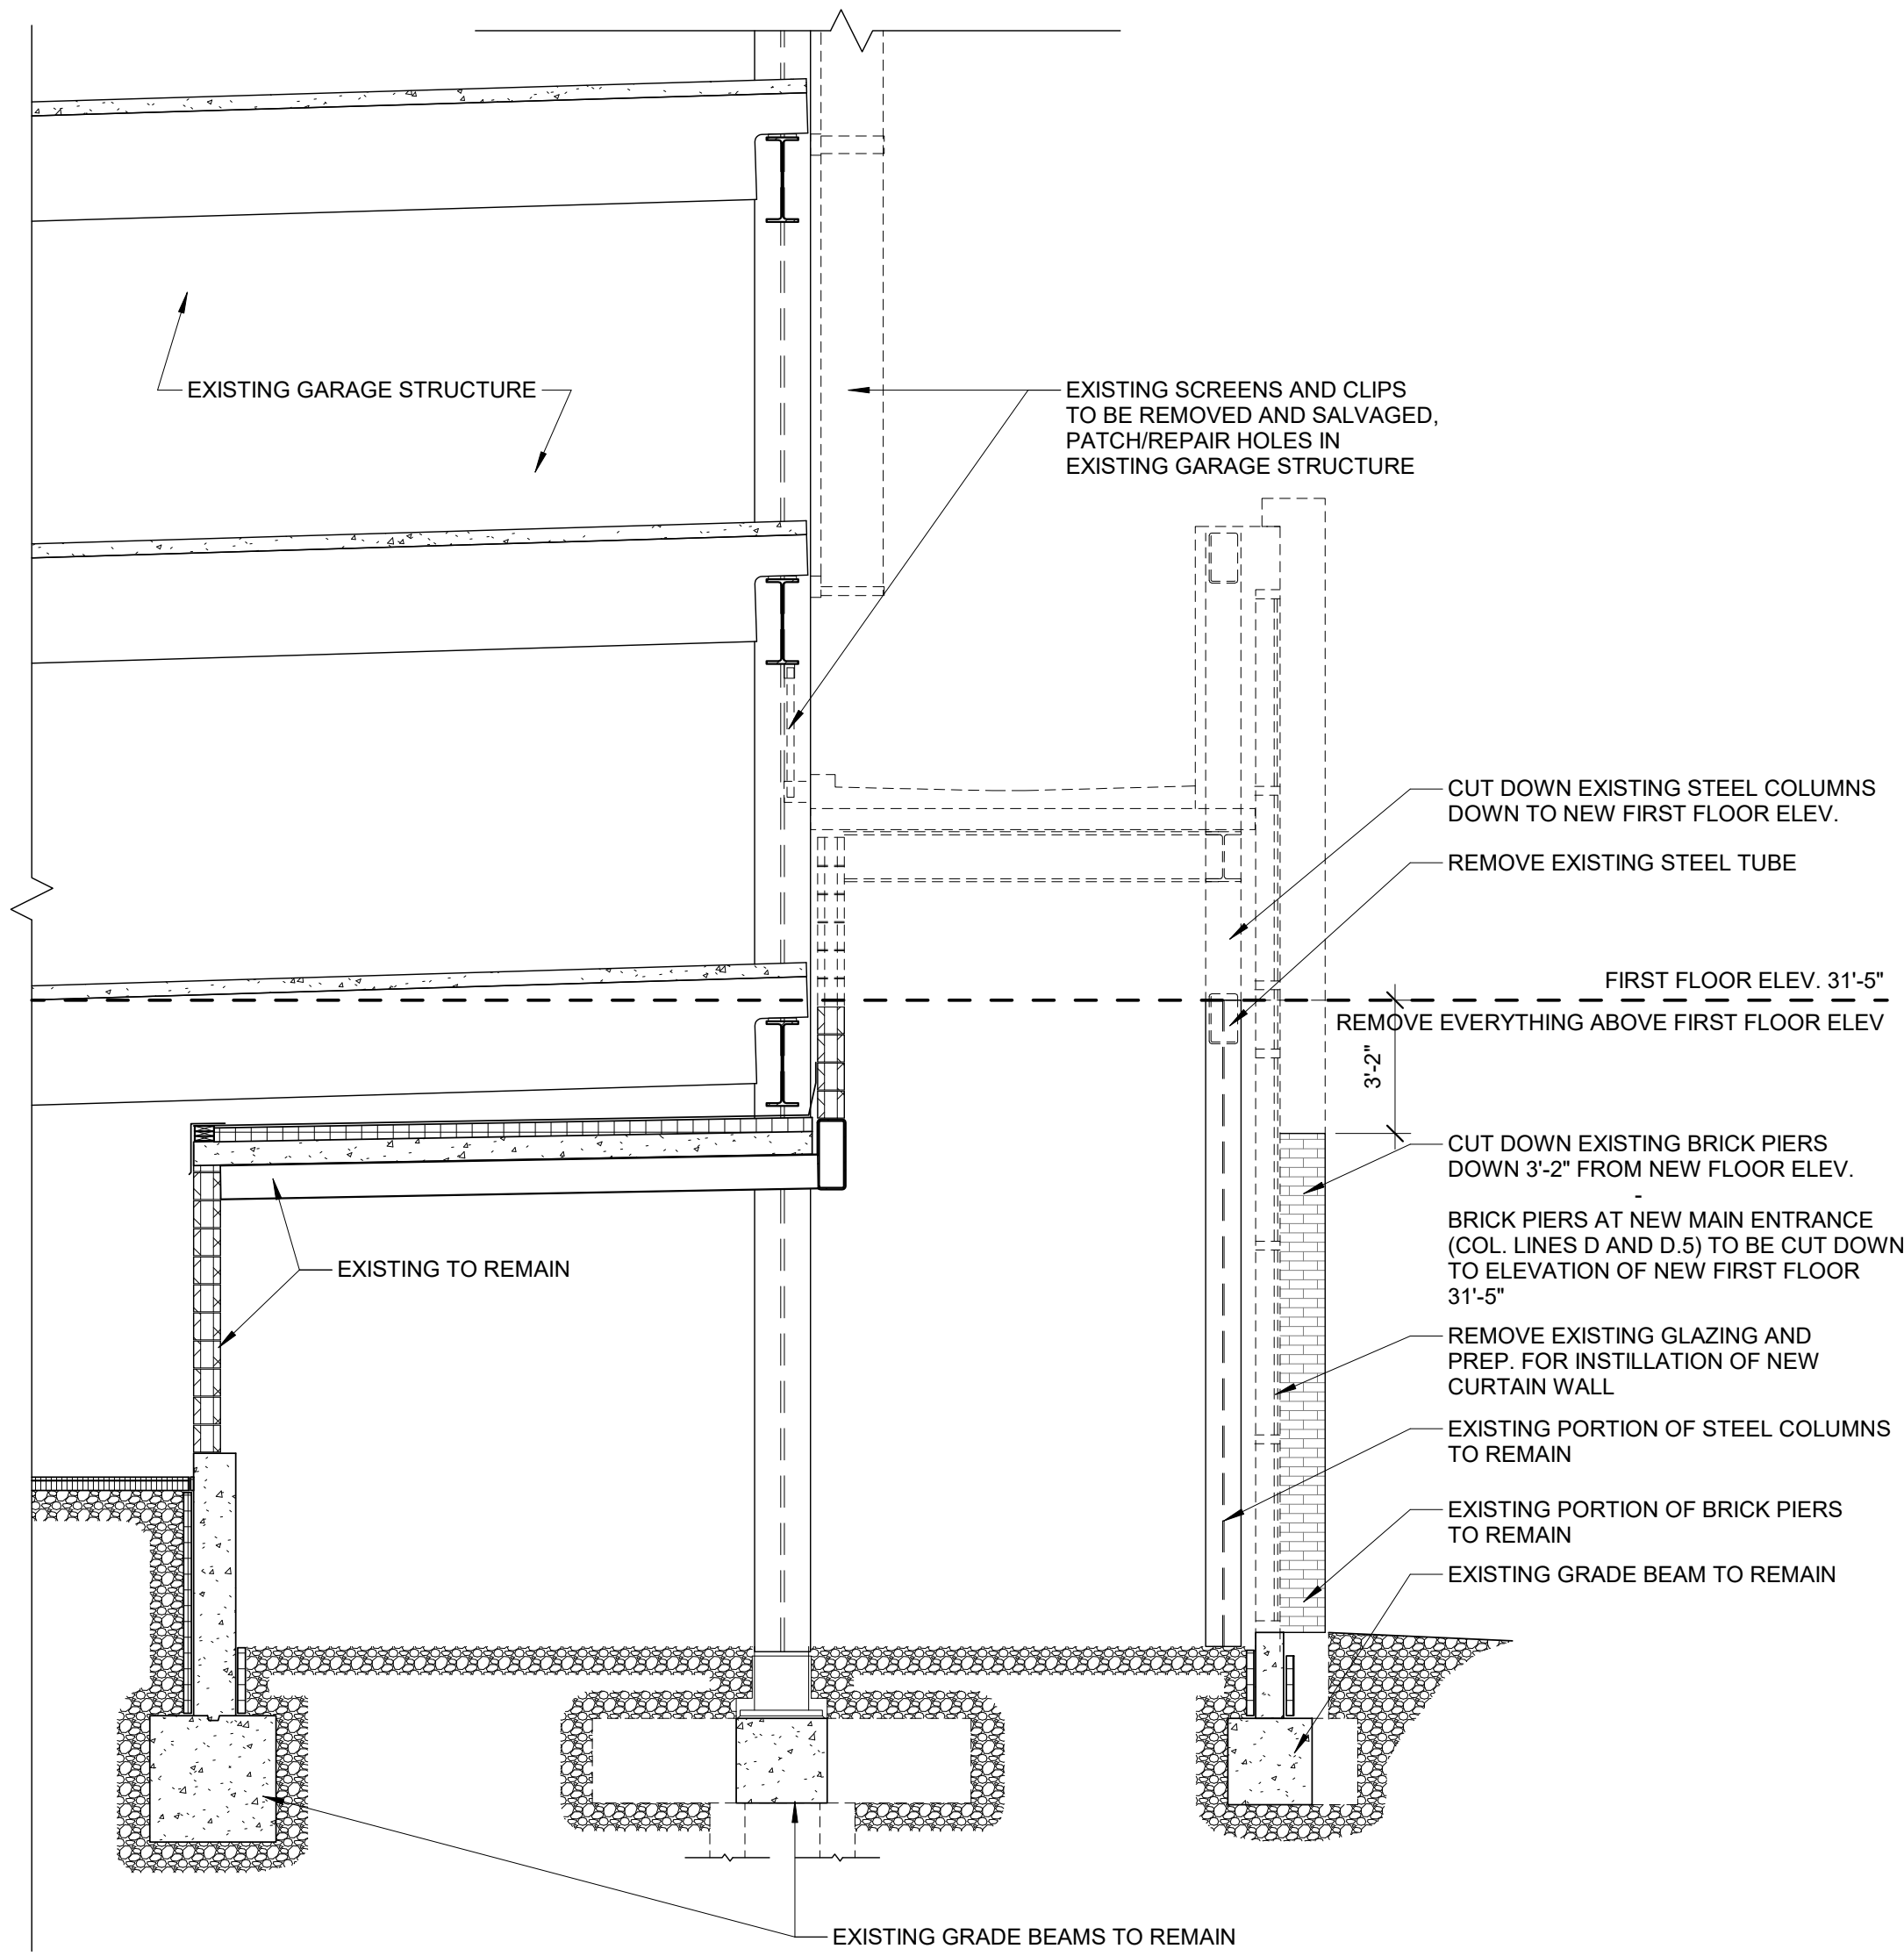 EXISTING GARAGE STRUCTURE
EXISTING SCREENS AND CLIPS
TO BE REMOVED AND SALVAGED,
PATCH/REPAIR HOLES IN
EXISTING GARAGE STRUCTURE
CUT DOWN EXISTING STEEL COLUMNS
DOWN TO NEW FIRST FLOOR ELEV.
REMOVE EXISTING STEEL TUBE
FIRST FLOOR ELEV. 31'-5"
REMOVE EVERYTHING ABOVE FIRST FLOOR ELEV
3'-2"
CUT DOWN EXISTING BRICK PIERS
DOWN 3'-2" FROM NEW FLOOR ELEV.
-
BRICK PIERS AT NEW MAIN ENTRANCE
(COL. LINES D AND D.5) TO BE CUT DOWN
TO ELEVATION OF NEW FIRST FLOOR
31'-5"
EXISTING TO REMAIN
REMOVE EXISTING GLAZING AND
PREP. FOR INSTILLATION OF NEW
CURTAIN WALL
EXISTING PORTION OF STEEL COLUMNS
TO REMAIN
EXISTING PORTION OF BRICK PIERS
TO REMAIN
EXISTING GRADE BEAM TO REMAIN
EXISTING GRADE BEAMS TO REMAIN